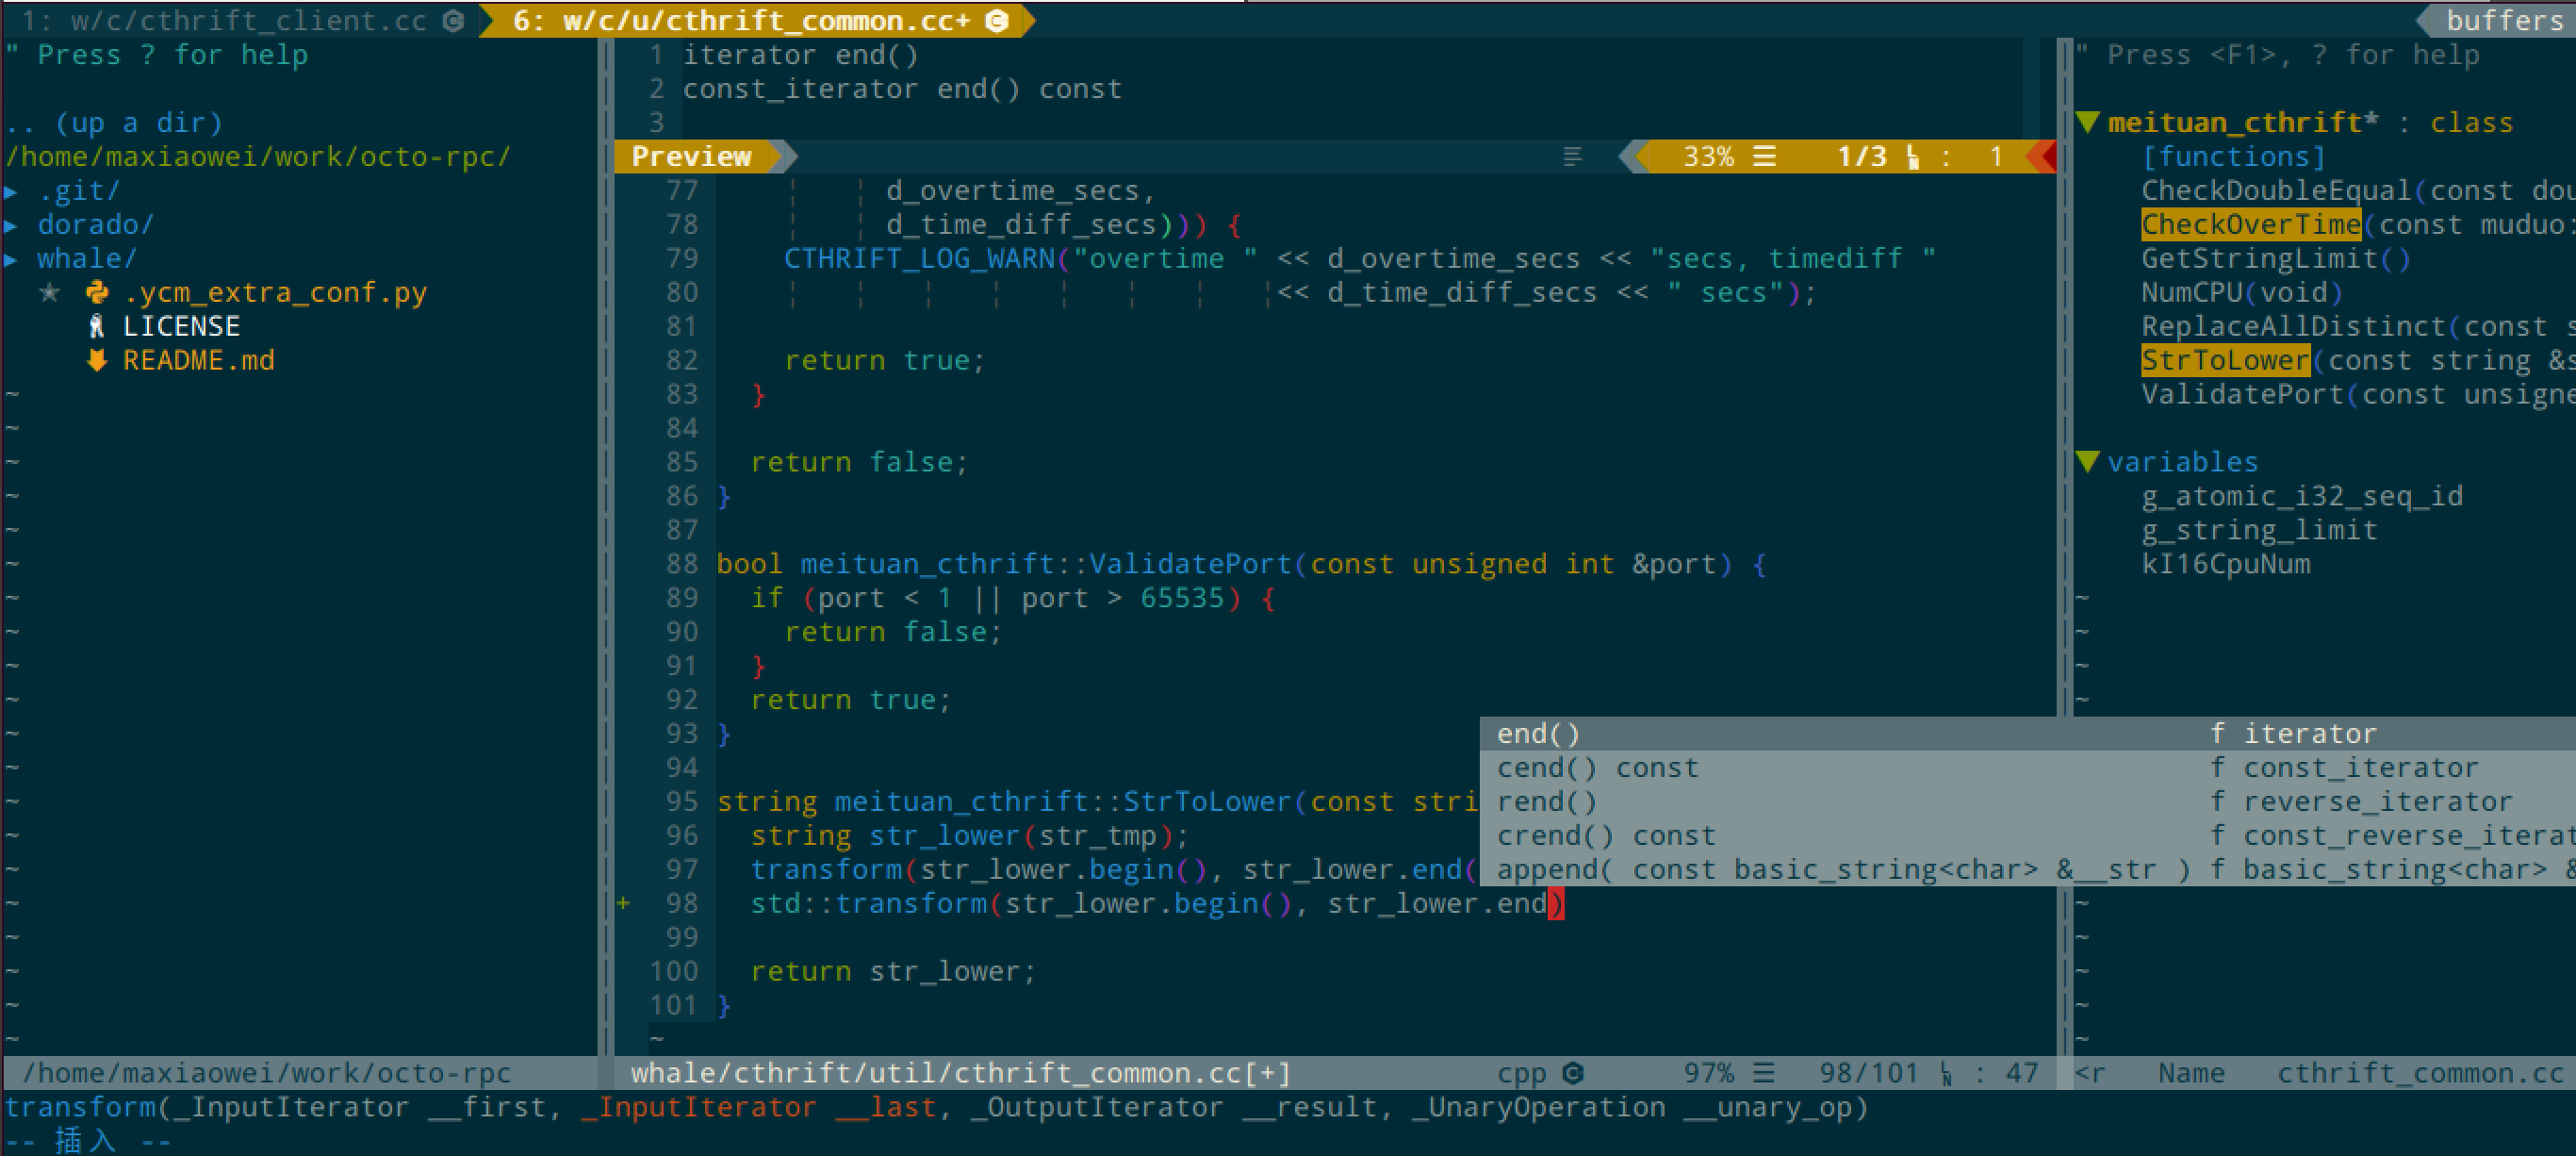 1: w/c/cthrift_client.cc
6: w/c/u/cthrift_common.cc+
buffers
" Press ? for help
.. (up a dir)
/home/maxiaowei/work/octo-rpc/
▸ .git/
▸ dorado/
▸ whale/
.ycm_extra_conf.py
LICENSE
README.md
1 iterator end()
2 const_iterator end() const
3
Preview
33% ☰ 1/3 LN : 1
77 d_overtime_secs,
78 d_time_diff_secs))) {
79 CTHRIFT_LOG_WARN("overtime " << d_overtime_secs << "secs, timediff "
80 << d_time_diff_secs << " secs");
81
82 return true;
83 }
84
85 return false;
86 }
87
88 bool meituan_cthrift::ValidatePort(const unsigned int &port) {
89 if (port < 1 || port > 65535) {
90 return false;
91 }
92 return true;
93 }
94
95 string meituan_cthrift::StrToLower(const stri
96 string str_lower(str_tmp);
97 transform(str_lower.begin(), str_lower.end(
+ 98 std::transform(str_lower.begin(), str_lower.end)
99
100 return str_lower;
101 }
~
end() f iterator
cend() const f const_iterator
rend() f reverse_iterator
crend() const f const_reverse_iterat
append( const basic_string<char> &__str ) f basic_string<char> &
" Press <F1>, ? for help
▼ meituan_cthrift* : class
[functions]
CheckDoubleEqual(const dou
CheckOverTime(const muduo:
GetStringLimit()
NumCPU(void)
ReplaceAllDistinct(const s
StrToLower(const string &s
ValidatePort(const unsigne
▼ variables
g_atomic_i32_seq_id
g_string_limit
kI16CpuNum
/home/maxiaowei/work/octo-rpc
whale/cthrift/util/cthrift_common.cc[+]
cpp 97% ☰ 98/101 LN : 47
<r Name cthrift_common.cc
transform(_InputIterator __first, _InputIterator __last, _OutputIterator __result, _UnaryOperation __unary_op)
-- 插入 --